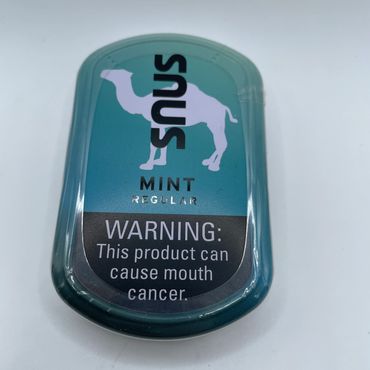 SNUS
MINT
REGULAR
WARNING:
This product can
cause mouth
cancer.